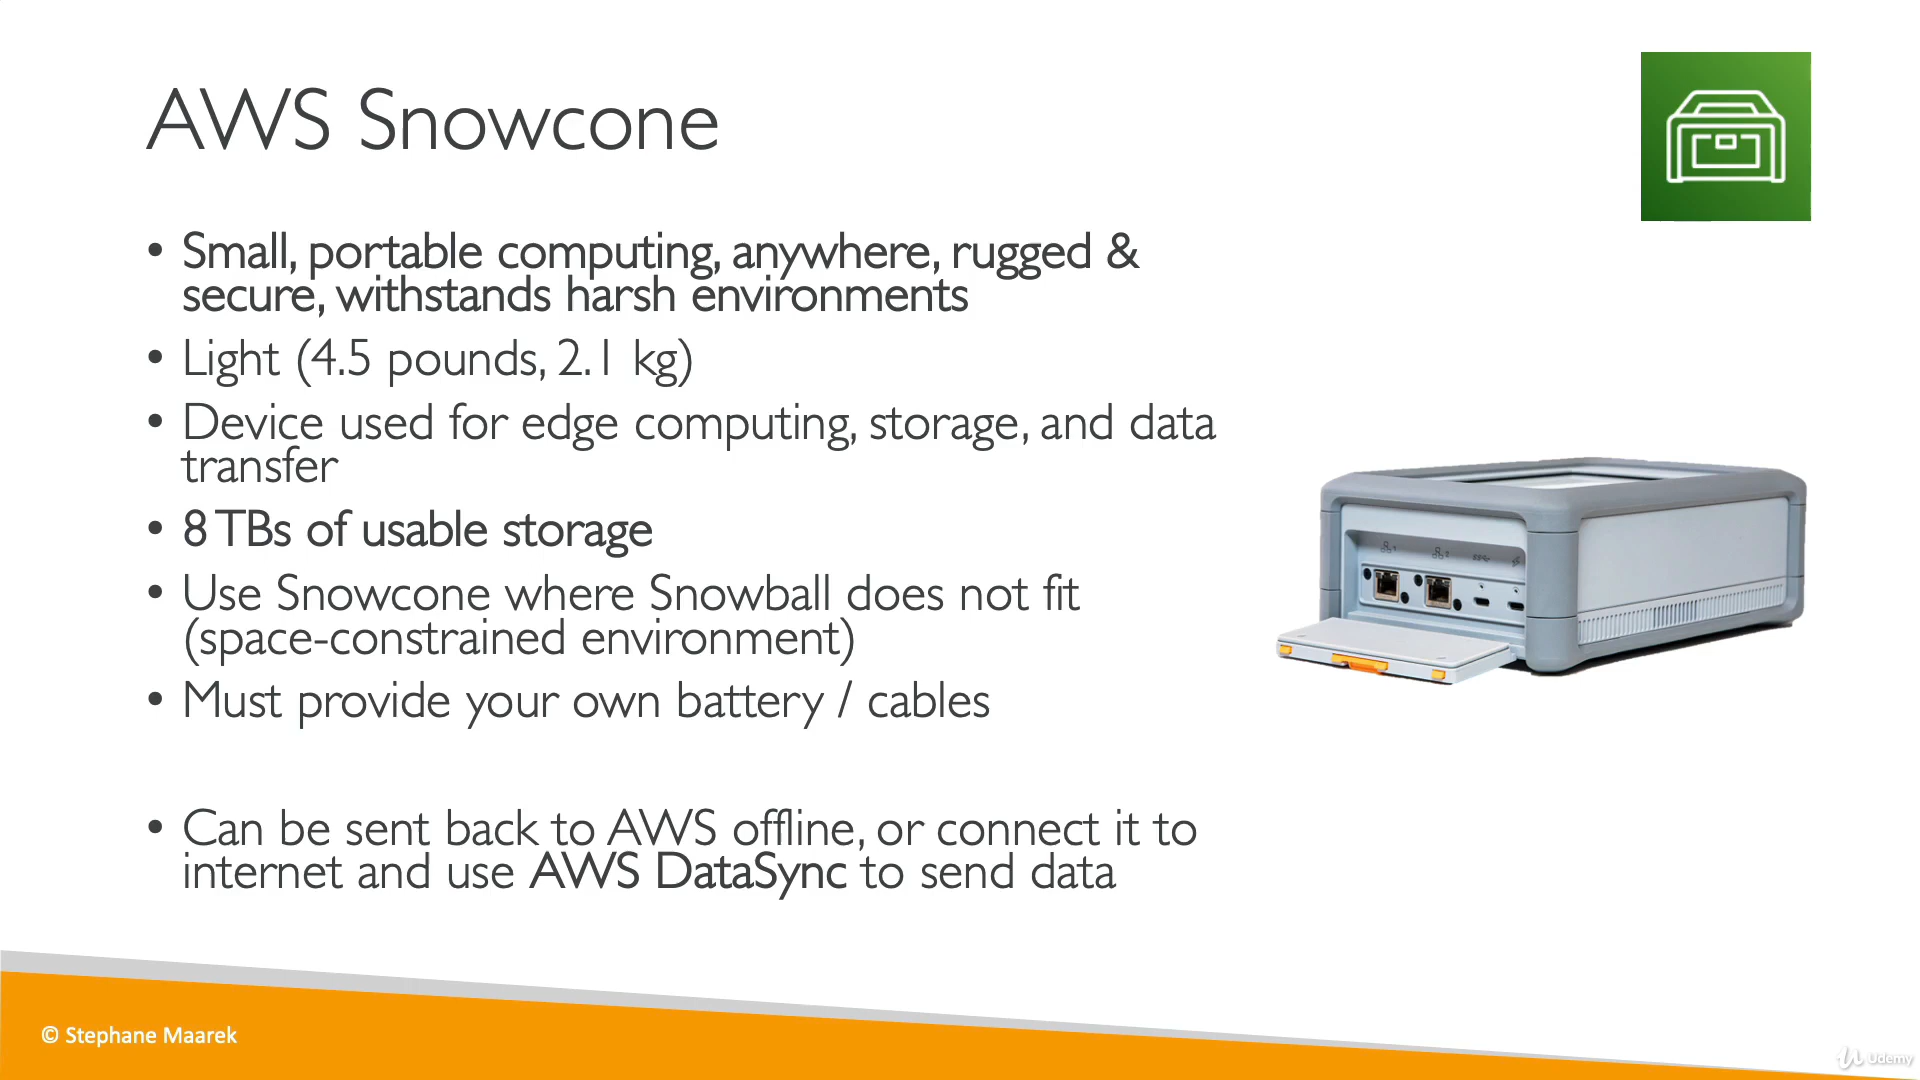 AWS Snowcone
• Small, portable computing, anywhere, rugged &
secure, withstands harsh environments
• Light (4.5 pounds, 2.1 kg)
• Device used for edge computing, storage, and data
transfer
• 8 TBs of usable storage
• Use Snowcone where Snowball does not fit
(space-constrained environment)
• Must provide your own battery / cables
• Can be sent back to AWS offline, or connect it to
internet and use AWS DataSync to send data
© Stephane Maarek
Udemy